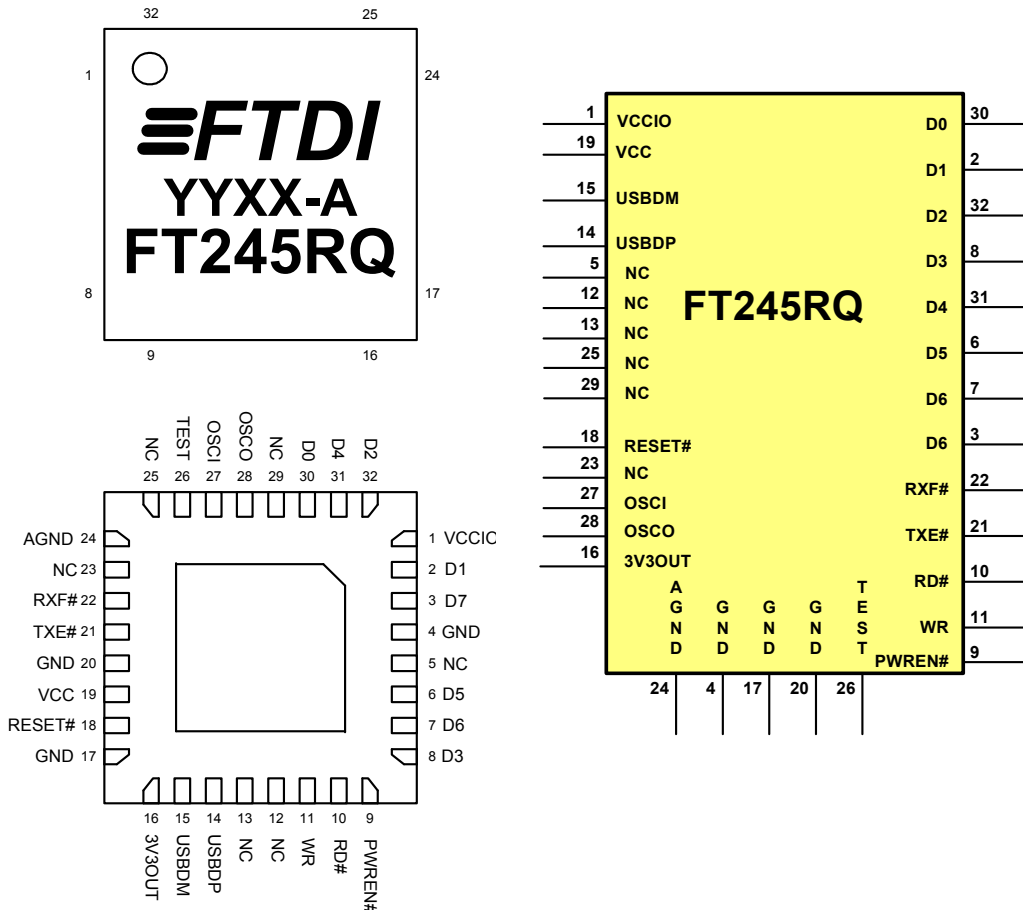 32 25
1 24
FTDI
YYXX-A
FT245RQ
8 17
9 16
NC TEST OSCI OSCO NC D0 D4 D2
25 26 27 28 29 30 31 32
AGND 24
NC 23
RXF# 22
TXE# 21
GND 20
VCC 19
RESET# 18
GND 17
1 VCCIO
2 D1
3 D7
4 GND
5 NC
6 D5
7 D6
8 D3
16 15 14 13 12 11 10 9
3V3OUT USBDM USBDP NC NC WR RD# PWREN#
FT245RQ
1 VCCIO
19 VCC
15 USBDM
14 USBDP
5 NC
12 NC
13 NC
25 NC
29 NC
18 RESET#
23 NC
27 OSCI
28 OSCO
16 3V3OUT
D0 30
D1 2
D2 32
D3 8
D4 31
D5 6
D6 7
D6 3
RXF# 22
TXE# 21
RD# 10
WR 11
PWREN# 9
AGND GND GND GND TEST
24 4 17 20 26